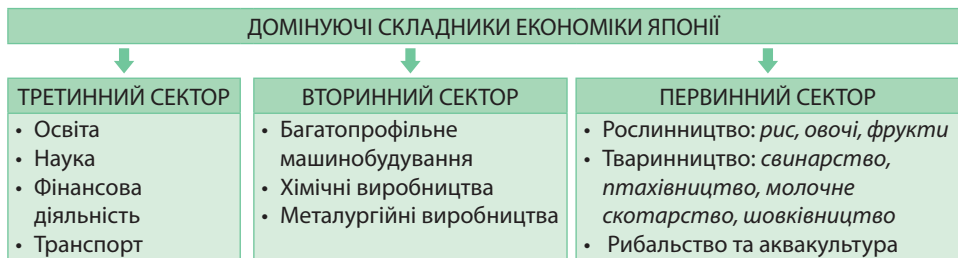 ДОМІНУЮЧІ СКЛАДНИКИ ЕКОНОМІКИ ЯПОНІЇ
ТРЕТИННИЙ СЕКТОР
• Освіта
• Наука
• Фінансова
діяльність
• Транспорт
ВТОРИННИЙ СЕКТОР
• Багатопрофільне
машинобудування
• Хімічні виробництва
• Металургійні виробництва
ПЕРВИННИЙ СЕКТОР
• Рослинництво: рис, овочі, фрукти
• Тваринництво: свинарство,
птахівництво, молочне
скотарство, шовківництво
• Рибальство та аквакультура